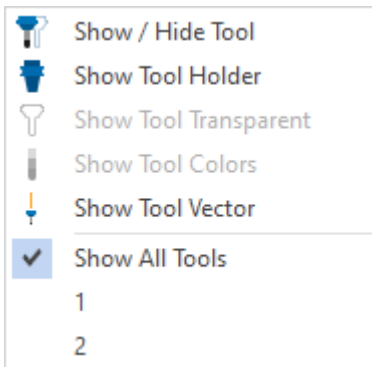 Show / Hide Tool
Show Tool Holder
Show Tool Transparent
Show Tool Colors
Show Tool Vector
Show All Tools
1
2